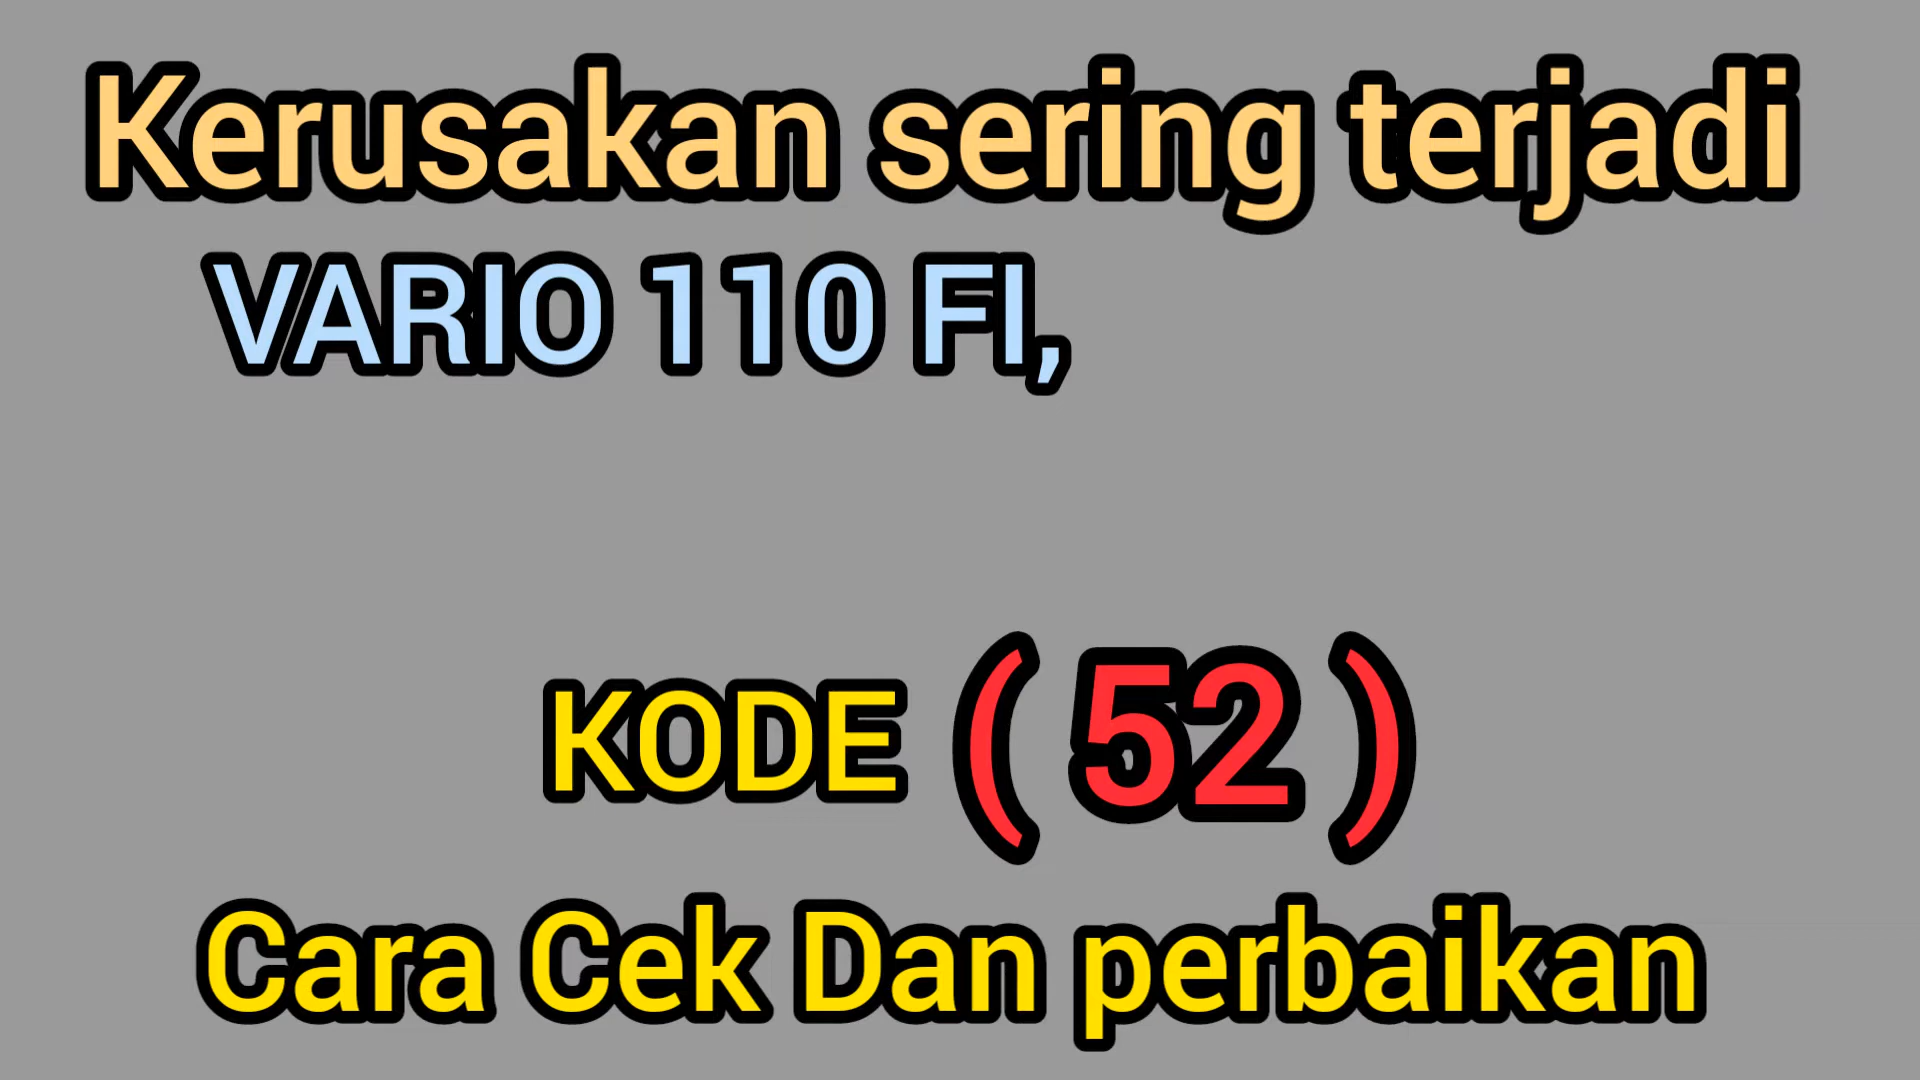 Kerusakan sering terjadi
VARIO 110 FI,
KODE ( 52 )
Cara Cek Dan perbaikan